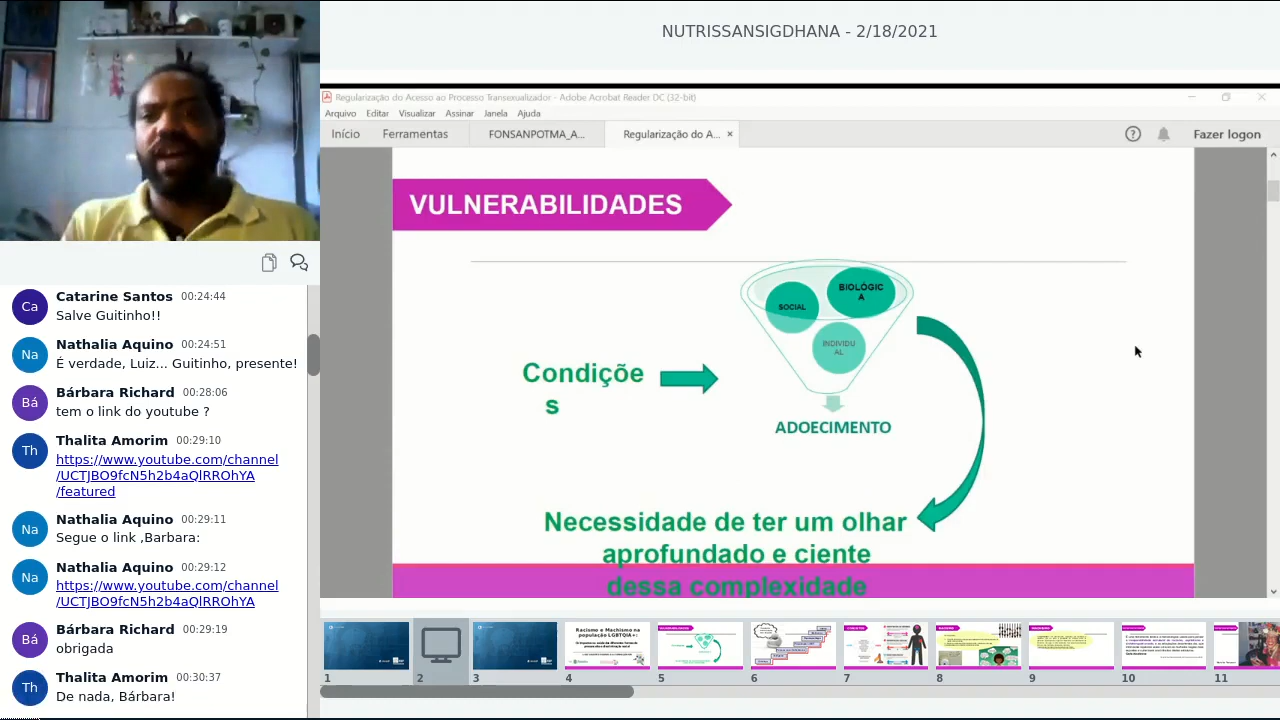 NUTRISSANSIGDHANA - 2/18/2021
Regularização do Acesso ao Processo Transexualizador - Adobe Acrobat Reader DC (32-bit)
Arquivo Editar Visualizar Assinar Janela Ajuda
Início Ferramentas FONSANPOTMA_A... Regularização do A... × ? Fazer logon
VULNERABILIDADES
SOCIAL
BIOLÓGIC
A
INDIVIDU
AL
Condiçõe
s
ADOECIMENTO
Necessidade de ter um olhar
aprofundado e ciente
dessa complexidade
Ca Catarine Santos 00:24:44
Salve Guitinho!!
Na Nathalia Aquino 00:24:51
É verdade, Luiz... Guitinho, presente!
Bá Bárbara Richard 00:28:06
tem o link do youtube ?
Th Thalita Amorim 00:29:10
https://www.youtube.com/channel
/UCTJBO9fcN5h2b4aQlRROhYA
/featured
Na Nathalia Aquino 00:29:11
Segue o link ,Barbara:
Na Nathalia Aquino 00:29:12
https://www.youtube.com/channel
/UCTJBO9fcN5h2b4aQlRROhYA
Bá Bárbara Richard 00:29:19
obrigada
Th Thalita Amorim 00:30:37
De nada, Bárbara!
Racismo e Machismo na
população LGBTQIA+:
1 2 3 4 5 6 7 8 9 10 11